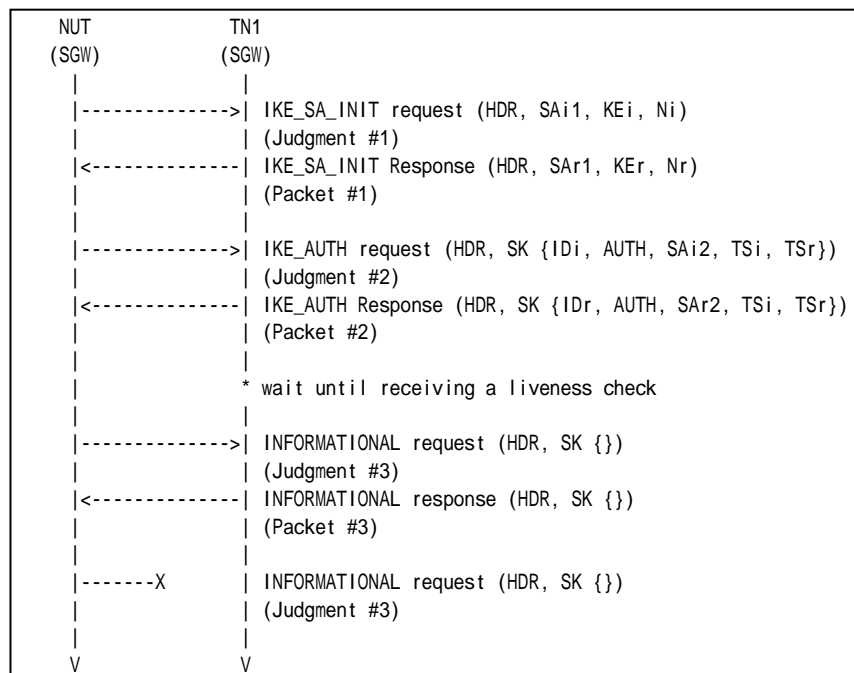 NUT TN1
(SGW) (SGW)
| |
|-------------->| IKE_SA_INIT request (HDR, SAi1, KEi, Ni)
| | (Judgment #1)
|<--------------| IKE_SA_INIT Response (HDR, SAr1, KEr, Nr)
| | (Packet #1)
| |
|-------------->| IKE_AUTH request (HDR, SK {IDi, AUTH, SAi2, TSi, TSr})
| | (Judgment #2)
|<--------------| IKE_AUTH Response (HDR, SK {IDr, AUTH, SAr2, TSi, TSr})
| | (Packet #2)
| |
| * wait until receiving a liveness check
| |
|-------------->| INFORMATIONAL request (HDR, SK {})
| | (Judgment #3)
|<--------------| INFORMATIONAL response (HDR, SK {})
| | (Packet #3)
| |
|-------X | INFORMATIONAL request (HDR, SK {})
| | (Judgment #3)
| |
V V